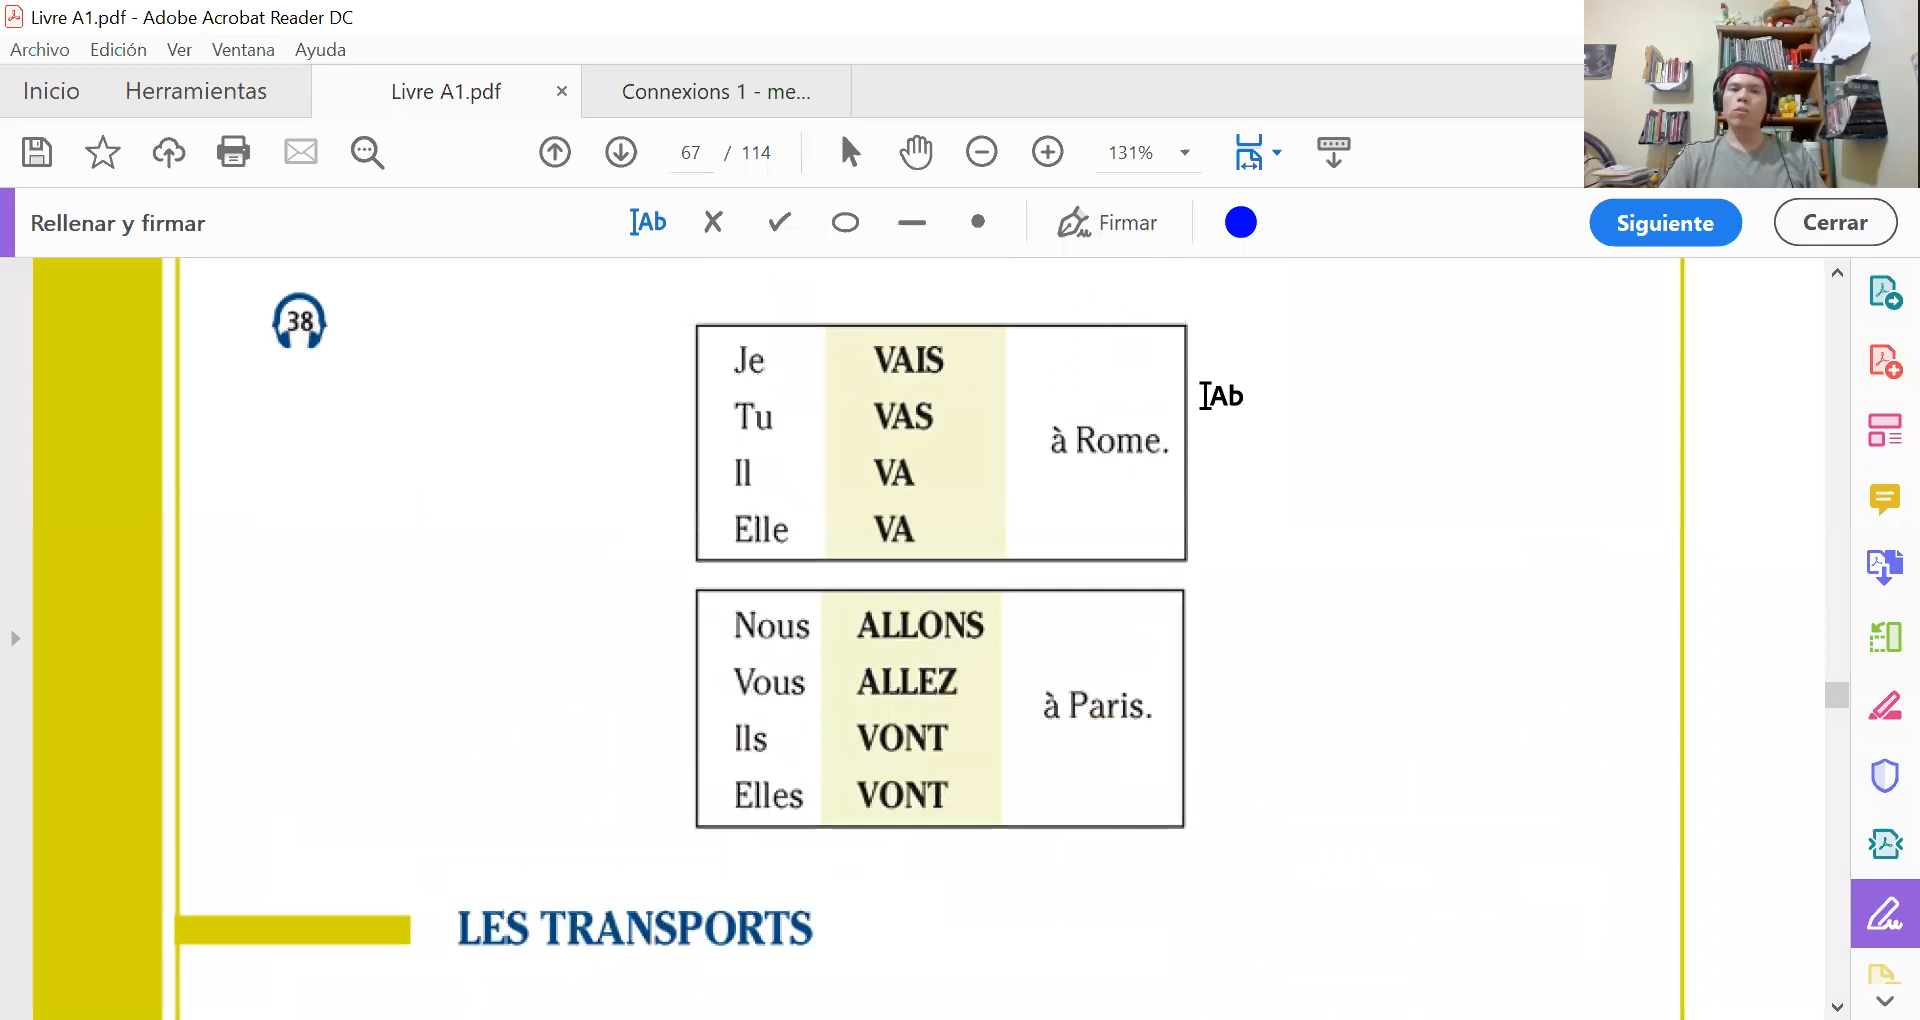 Livre A1.pdf - Adobe Acrobat Reader DC
Archivo Edición Ver Ventana Ayuda
Inicio Herramientas Livre A1.pdf × Connexions 1 - me...
67 / 114 131%
Rellenar y firmar Ab Firmar Siguiente Cerrar
38
Je VAIS
Ab
Tu VAS
à Rome.
Il VA
Elle VA
Nous ALLONS
Vous ALLEZ
à Paris.
Ils VONT
Elles VONT
LES TRANSPORTS